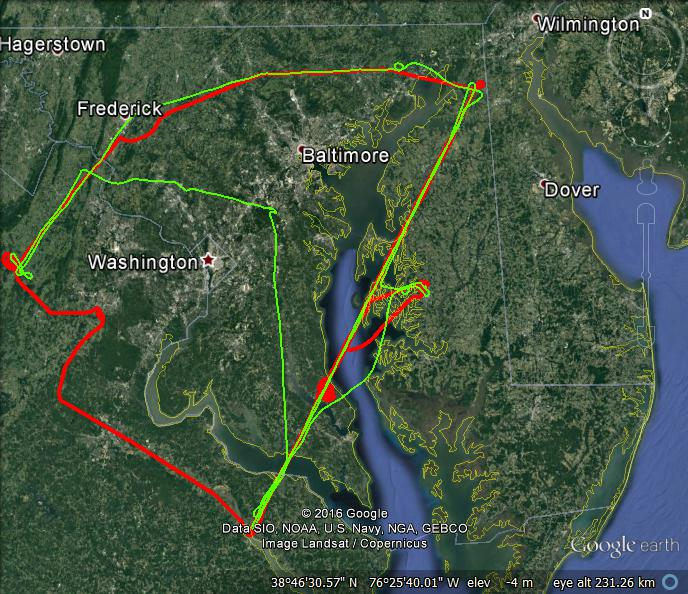 Wilmington
N
Hagerstown
Frederick
Baltimore
Dover
Washington
© 2016 Google
Data SIO, NOAA, U.S. Navy, NGA, GEBCO
Image Landsat / Copernicus
Google earth
38°46'30.57" N 76°25'40.01" W elev -4 m eye alt 231.26 km